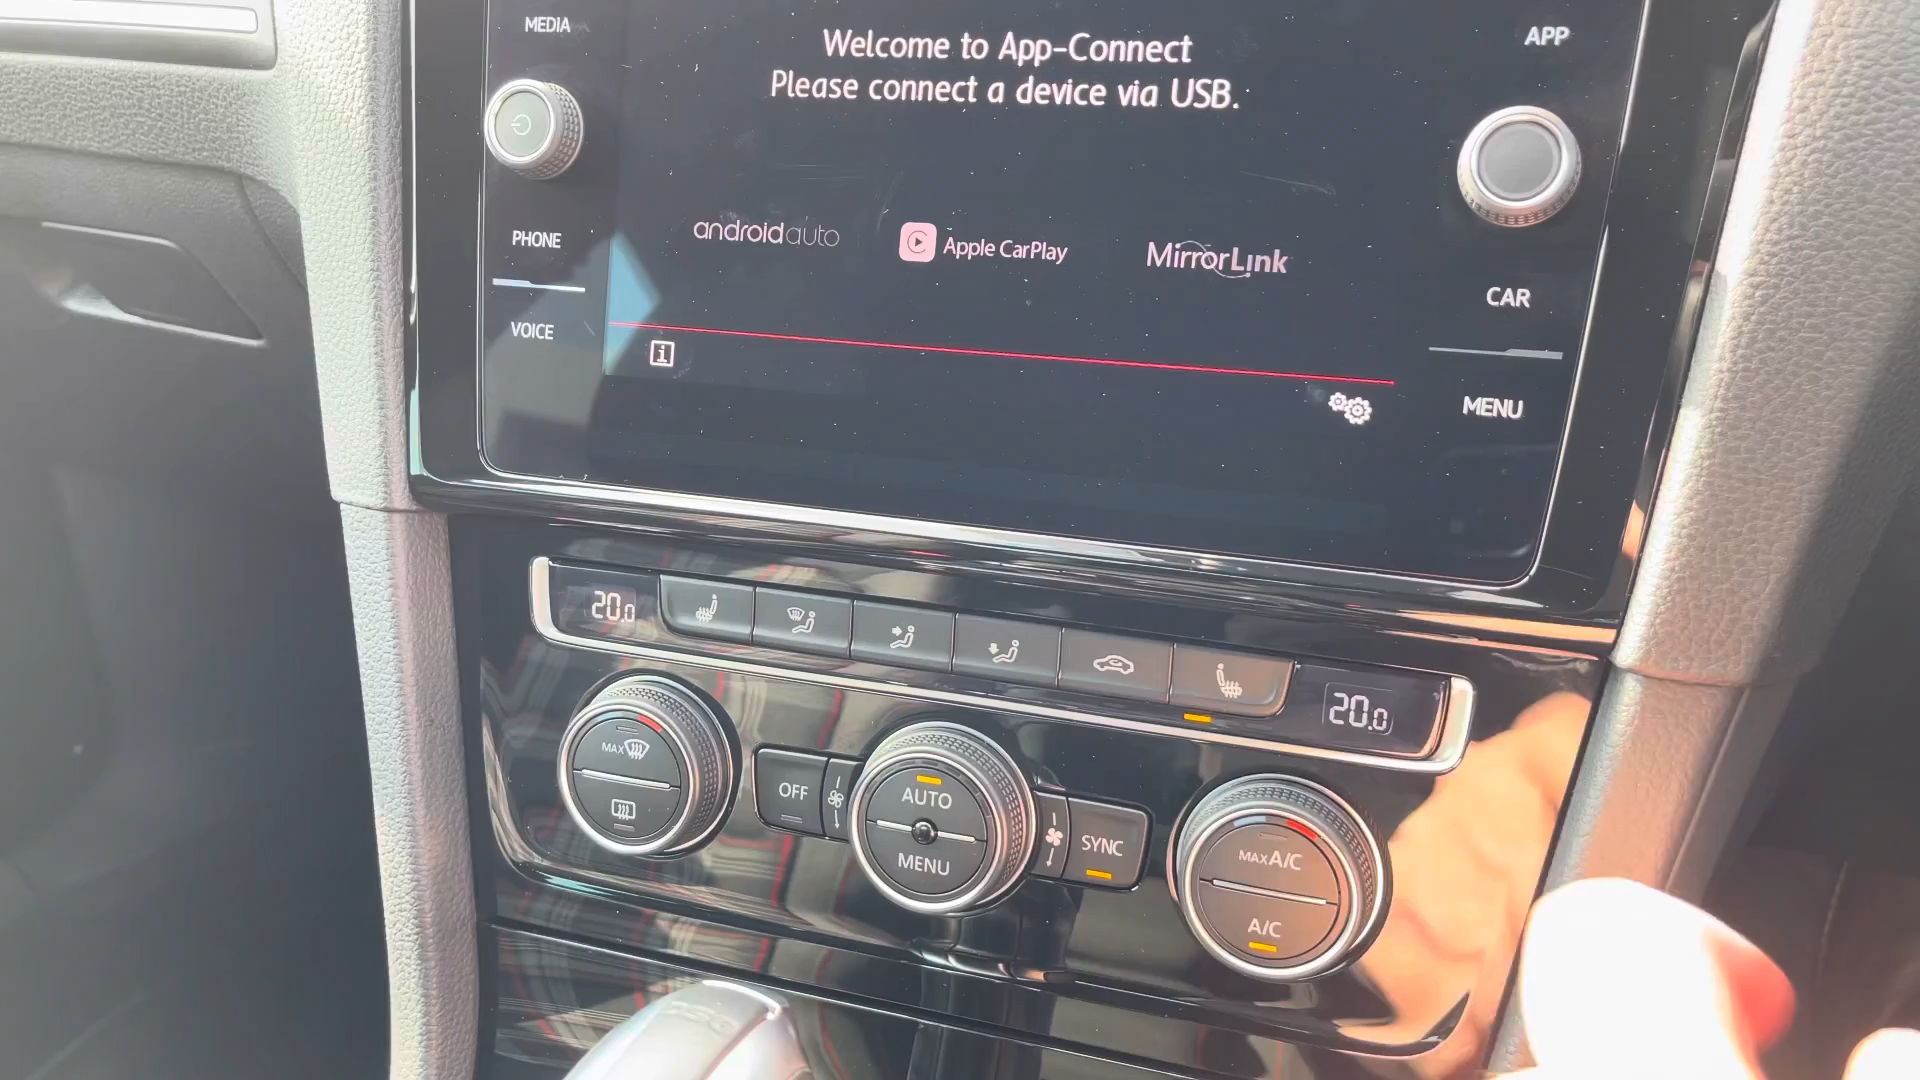 MEDIA
Welcome to App-Connect
Please connect a device via USB.
APP
PHONE
androidauto
Apple CarPlay
MirrorLink
CAR
VOICE
i
MENU
20.0
20.0
MAX
OFF
AUTO
MENU
SYNC
MAX A/C
A/C